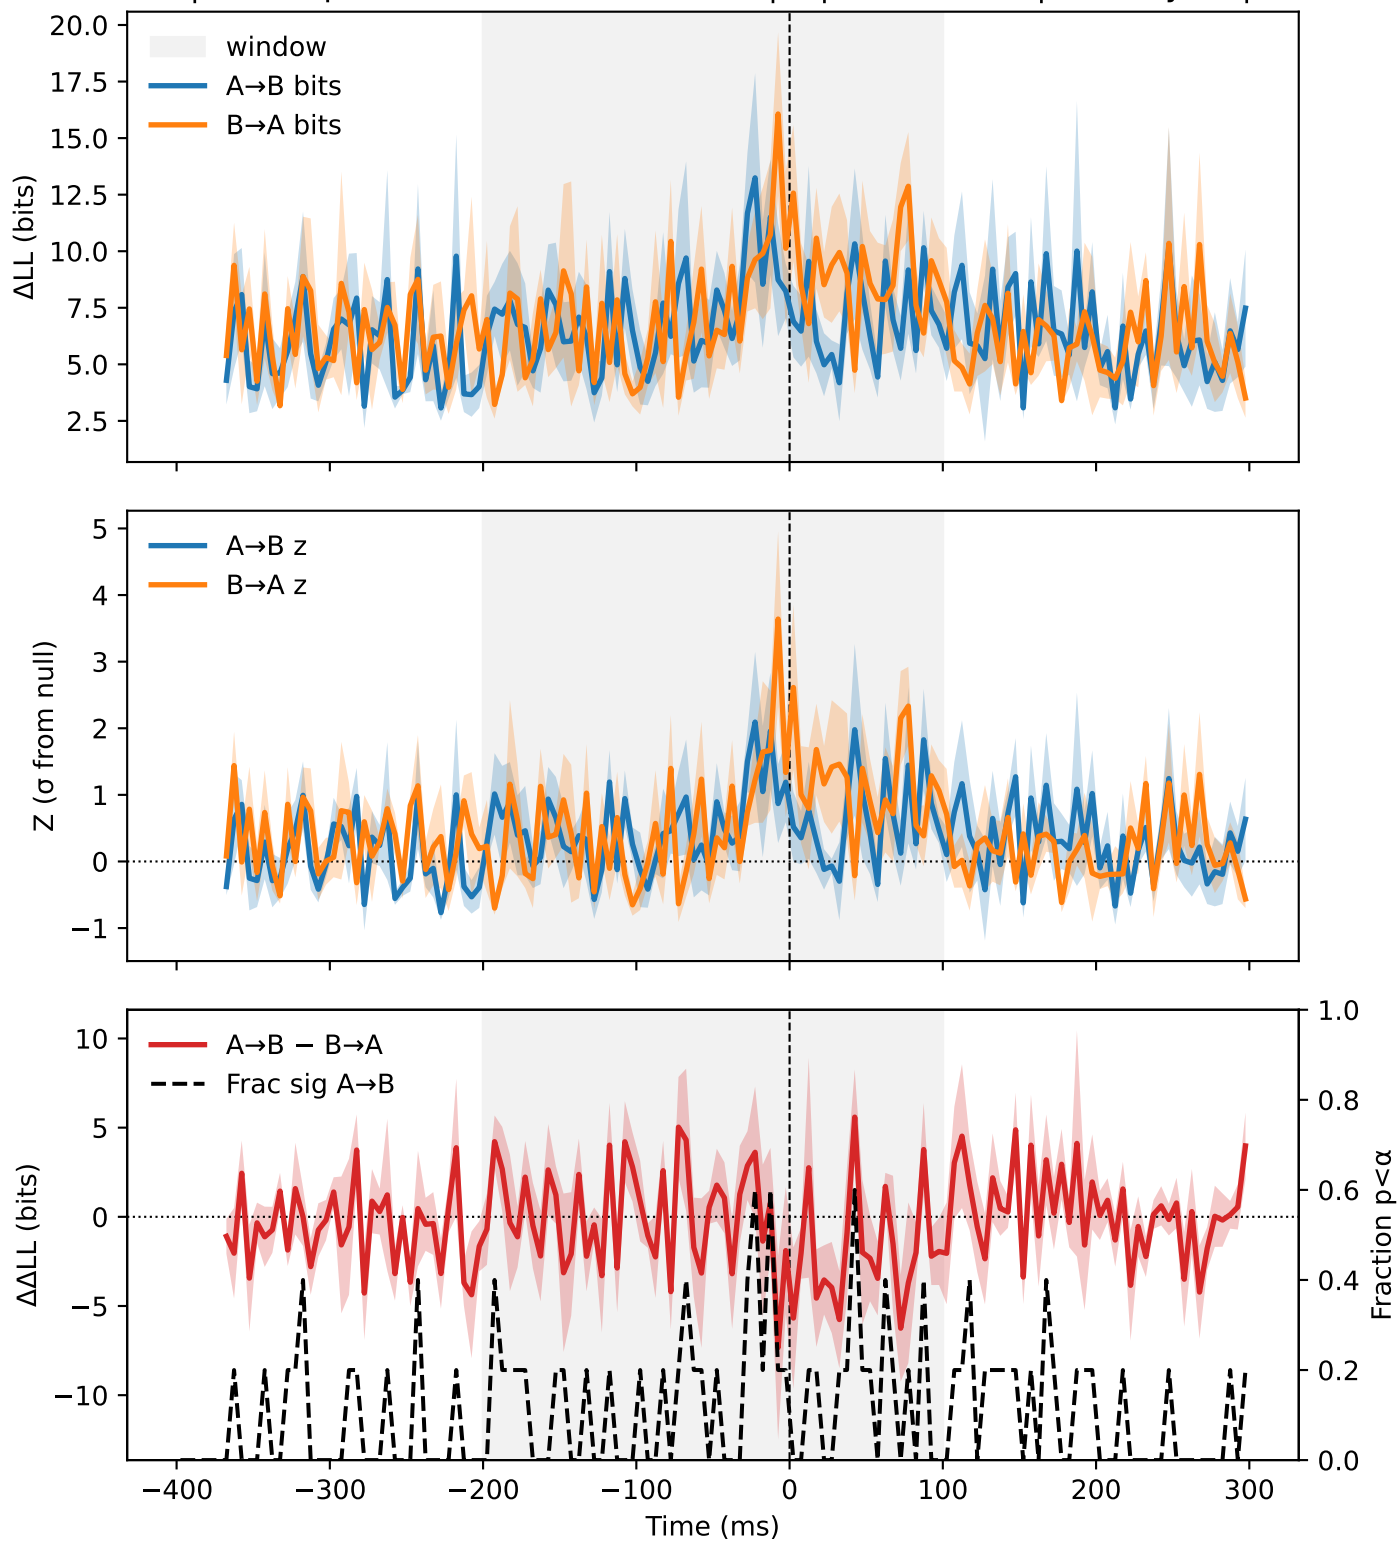 20.0
17.5
15.0
12.5
10.0
7.5
5.0
2.5
ΔLL (bits)
window
A→B bits
B→A bits
5
4
3
2
1
0
−1
Z (σ from null)
A→B z
B→A z
10
5
0
−5
−10
ΔΔLL (bits)
A→B − B→A
Frac sig A→B
1.0
0.8
0.6
0.4
0.2
0.0
Fraction p<α
−400 −300 −200 −100 0 100 200 300
Time (ms)